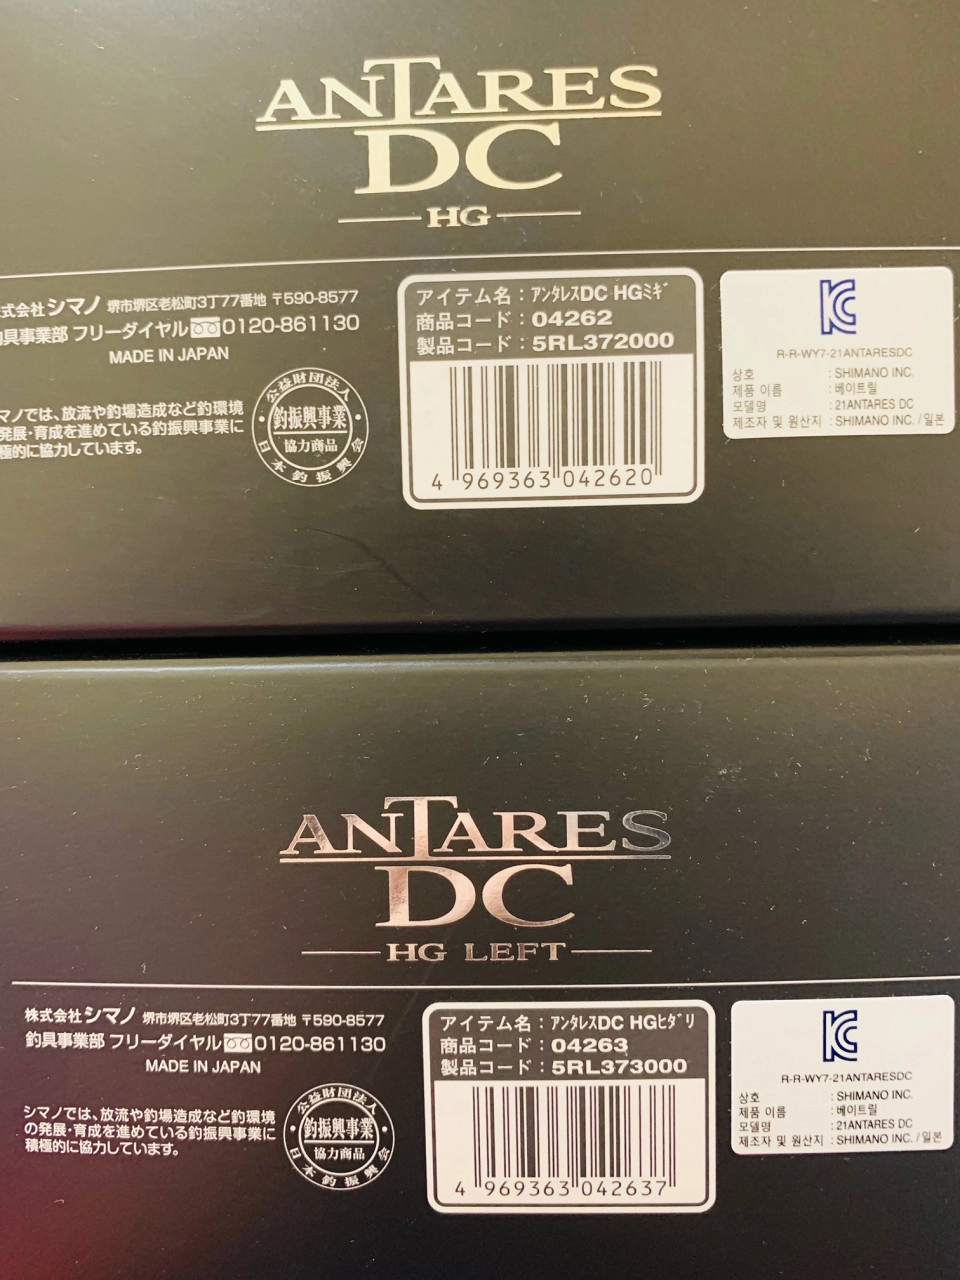 ANTARES
DC
HG
式会社 シマノ 堺市堺区老松町3丁77番地 〒590-8577
具事業部 フリーダイヤル 0120-861130
MADE IN JAPAN
マノでは、放流や釣場造成など釣環境
発展・育成を進めている釣振興事業に
極的に協力しています。
公益財団法人
釣振興事業
協力商品
日本釣振興会
アイテム名：ｱﾝﾀﾚｽDC HGﾐｷﾞ
商品コード：04262
製品コード：5RL372000
4 969363 042620
R-R-WY7-21ANTARESDC
상호 : SHIMANO INC.
제품 이름 : 베이트릴
모델명 : 21ANTARES DC
제조자 및 원산지 : SHIMANO INC. / 일본
ANTARES
DC
HG LEFT
株式会社 シマノ 堺市堺区老松町3丁77番地 〒590-8577
釣具事業部 フリーダイヤル 0120-861130
MADE IN JAPAN
シマノでは、放流や釣場造成など釣環境
の発展・育成を進めている釣振興事業に
積極的に協力しています。
公益財団法人
釣振興事業
協力商品
日本釣振興会
アイテム名：ｱﾝﾀﾚｽDC HGﾋﾀﾞﾘ
商品コード：04263
製品コード：5RL373000
4 969363 042637
R-R-WY7-21ANTARESDC
상호 : SHIMANO INC.
제품 이름 : 베이트릴
모델명 : 21ANTARES DC
제조자 및 원산지 : SHIMANO INC. / 일본